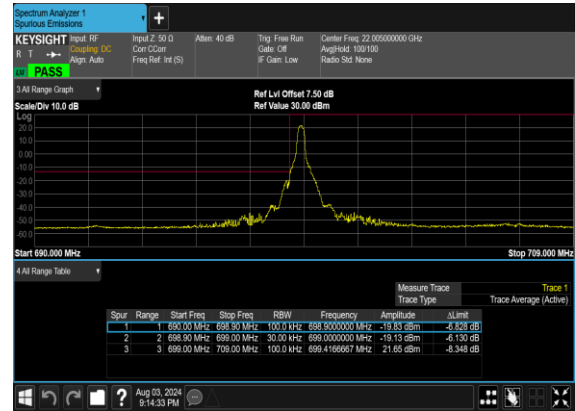 Spectrum Analyzer 1
Spurious Emissions
KEYSIGHT Input: RF Input Z: 50 Ω Atten: 40 dB Trig: Free Run Center Freq: 22.005000000 GHz
R T Coupling: DC Corr CCorr Gate: Off Avg|Hold: 100/100
Align: Auto Freq Ref: Int (S) IF Gain: Low Radio Std: None
LW PASS
3 All Range Graph
Ref Lvl Offset 7.50 dB
Scale/Div 10.0 dB Ref Value 30.00 dBm
Log
20.0
10.0
0.00
-10.0
-20.0
-30.0
-40.0
-50.0
-60.0
Start 690.000 MHz Stop 709.000 MHz
4 All Range Table
Measure Trace Trace 1
Trace Type Trace Average (Active)
Spur Range Start Freq Stop Freq RBW Frequency Amplitude ΔLimit
1 1 690.00 MHz 698.90 MHz 100.0 kHz 698.9000000 MHz -19.83 dBm -6.828 dB
2 2 698.90 MHz 699.00 MHz 30.00 kHz 699.0000000 MHz -19.13 dBm -6.130 dB
3 3 699.00 MHz 709.00 MHz 100.0 kHz 699.4166667 MHz 21.65 dBm -8.348 dB
? Aug 03, 2024
9:14:33 PM